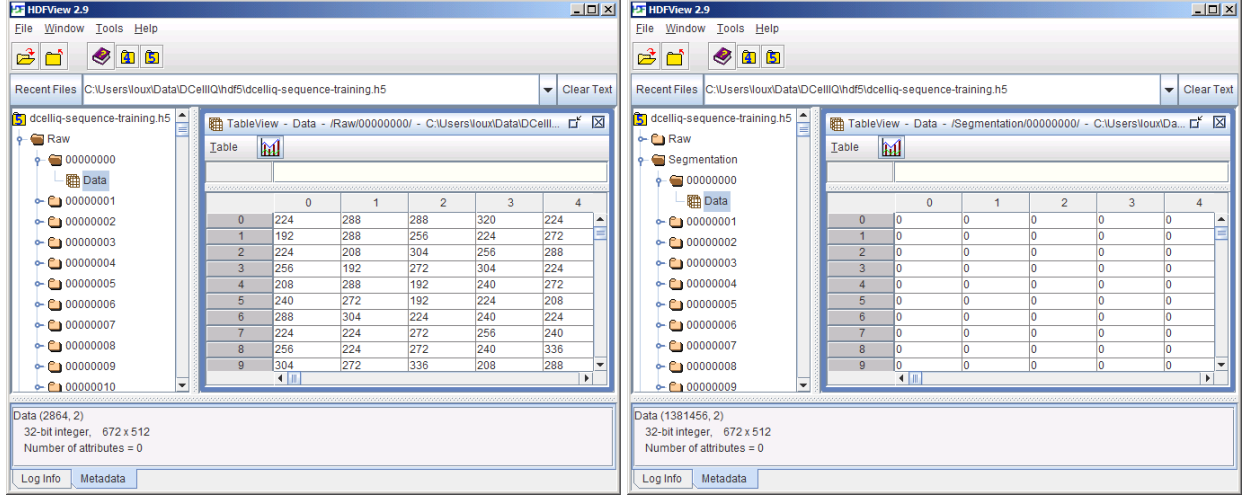 HDFView 2.9
File Window Tools Help
Recent Files C:\Users\loux\Data\DCellIQ\hdf5\dcelliq-sequence-training.h5 Clear Text
dcelliq-sequence-training.h5
Raw
00000000
Data
00000001
00000002
00000003
00000004
00000005
00000006
00000007
00000008
00000009
00000010
TableView - Data - /Raw/00000000/ - C:\Users\loux\Data\DCellI...
Table
0 1 2 3 4
0 224 288 288 320 224
1 192 288 256 224 272
2 224 208 304 256 288
3 256 192 272 304 224
4 208 288 192 240 272
5 240 272 192 224 208
6 288 304 224 240 224
7 224 224 272 256 240
8 256 224 272 240 336
9 304 272 336 208 288
Data (2864, 2)
32-bit integer, 672 x 512
Number of attributes = 0
Log Info Metadata
HDFView 2.9
File Window Tools Help
Recent Files C:\Users\loux\Data\DCellIQ\hdf5\dcelliq-sequence-training.h5 Clear Text
dcelliq-sequence-training.h5
Raw
Segmentation
00000000
Data
00000001
00000002
00000003
00000004
00000005
00000006
00000007
00000008
00000009
TableView - Data - /Segmentation/00000000/ - C:\Users\loux\Da...
Table
0 1 2 3 4
0 0 0 0 0 0
1 0 0 0 0 0
2 0 0 0 0 0
3 0 0 0 0 0
4 0 0 0 0 0
5 0 0 0 0 0
6 0 0 0 0 0
7 0 0 0 0 0
8 0 0 0 0 0
9 0 0 0 0 0
Data (1381456, 2)
32-bit integer, 672 x 512
Number of attributes = 0
Log Info Metadata